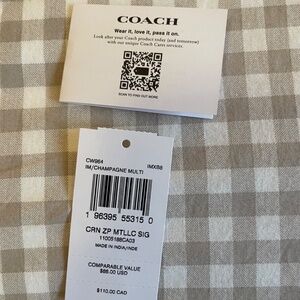 COACH
Wear it, love it, pass it on.
Look after your Coach product today (and tomorrow)
with our unique Coach Care services.
SCAN TO FIND OUT MORE
CW984 IMXB8
IM/CHAMPAGNE MULTI
1 96395 55315 0
CRN ZP MTLLC SIG
11005188CA03
MADE IN INDIA/INDE
COMPARABLE VALUE
$88.00 USD
$110.00 CAD